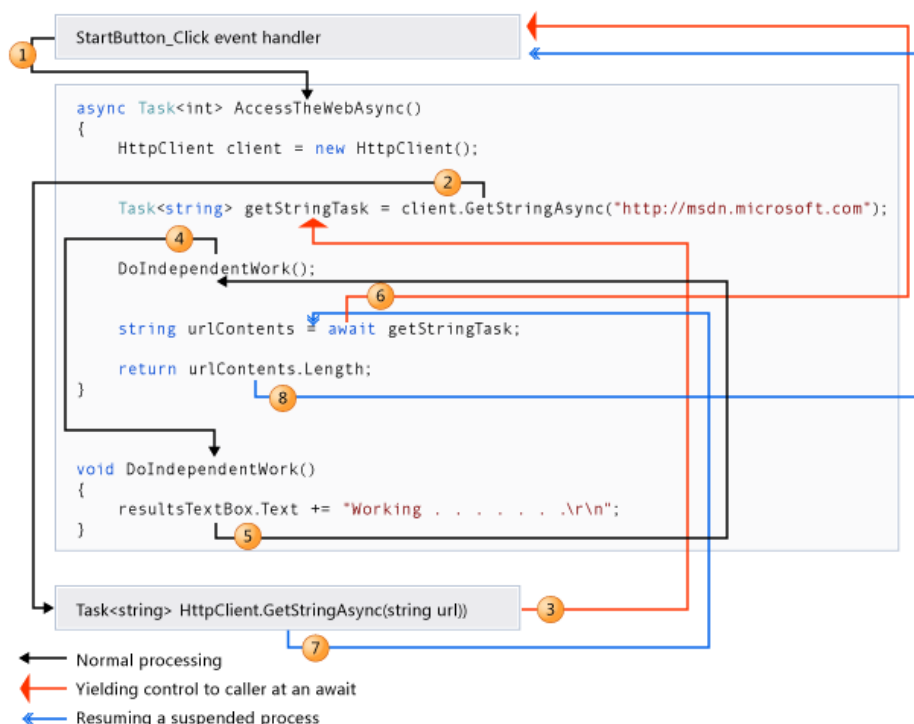 StartButton_Click event handler
1
async Task<int> AccessTheWebAsync()
{
HttpClient client = new HttpClient();
2
Task<string> getStringTask = client.GetStringAsync("http://msdn.microsoft.com");
4
DoIndependentWork();
6
string urlContents = await getStringTask;
return urlContents.Length;
}
8
void DoIndependentWork()
{
resultsTextBox.Text += "Working . . . . . . .\r\n";
}
5
Task<string> HttpClient.GetStringAsync(string url))
3
7
Normal processing
Yielding control to caller at an await
Resuming a suspended process